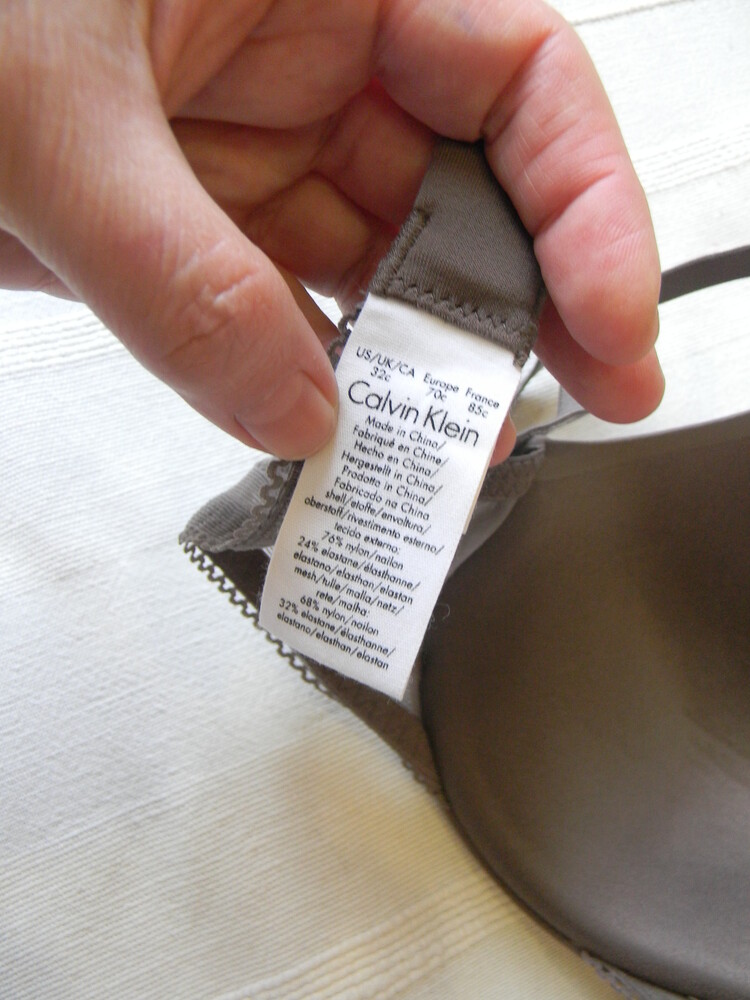 US/UK/CA Europe France
32c 70c 85c
Calvin Klein
Made in China/
Fabriqué en Chine/
Hecho en China/
Hergestellt in China/
Prodotto in China/
Fabricado na China
shell/étoffe/envoltura/
oberstoff/rivestimento esterno/
tecido externo:
76% nylon/nailon
24% elastane/élasthanne/
elastano/elasthan/elastan
mesh/tulle/malla/netz/
rete/malha:
68% nylon/nailon
32% elastane/élasthanne/
elastano/elasthan/elastan